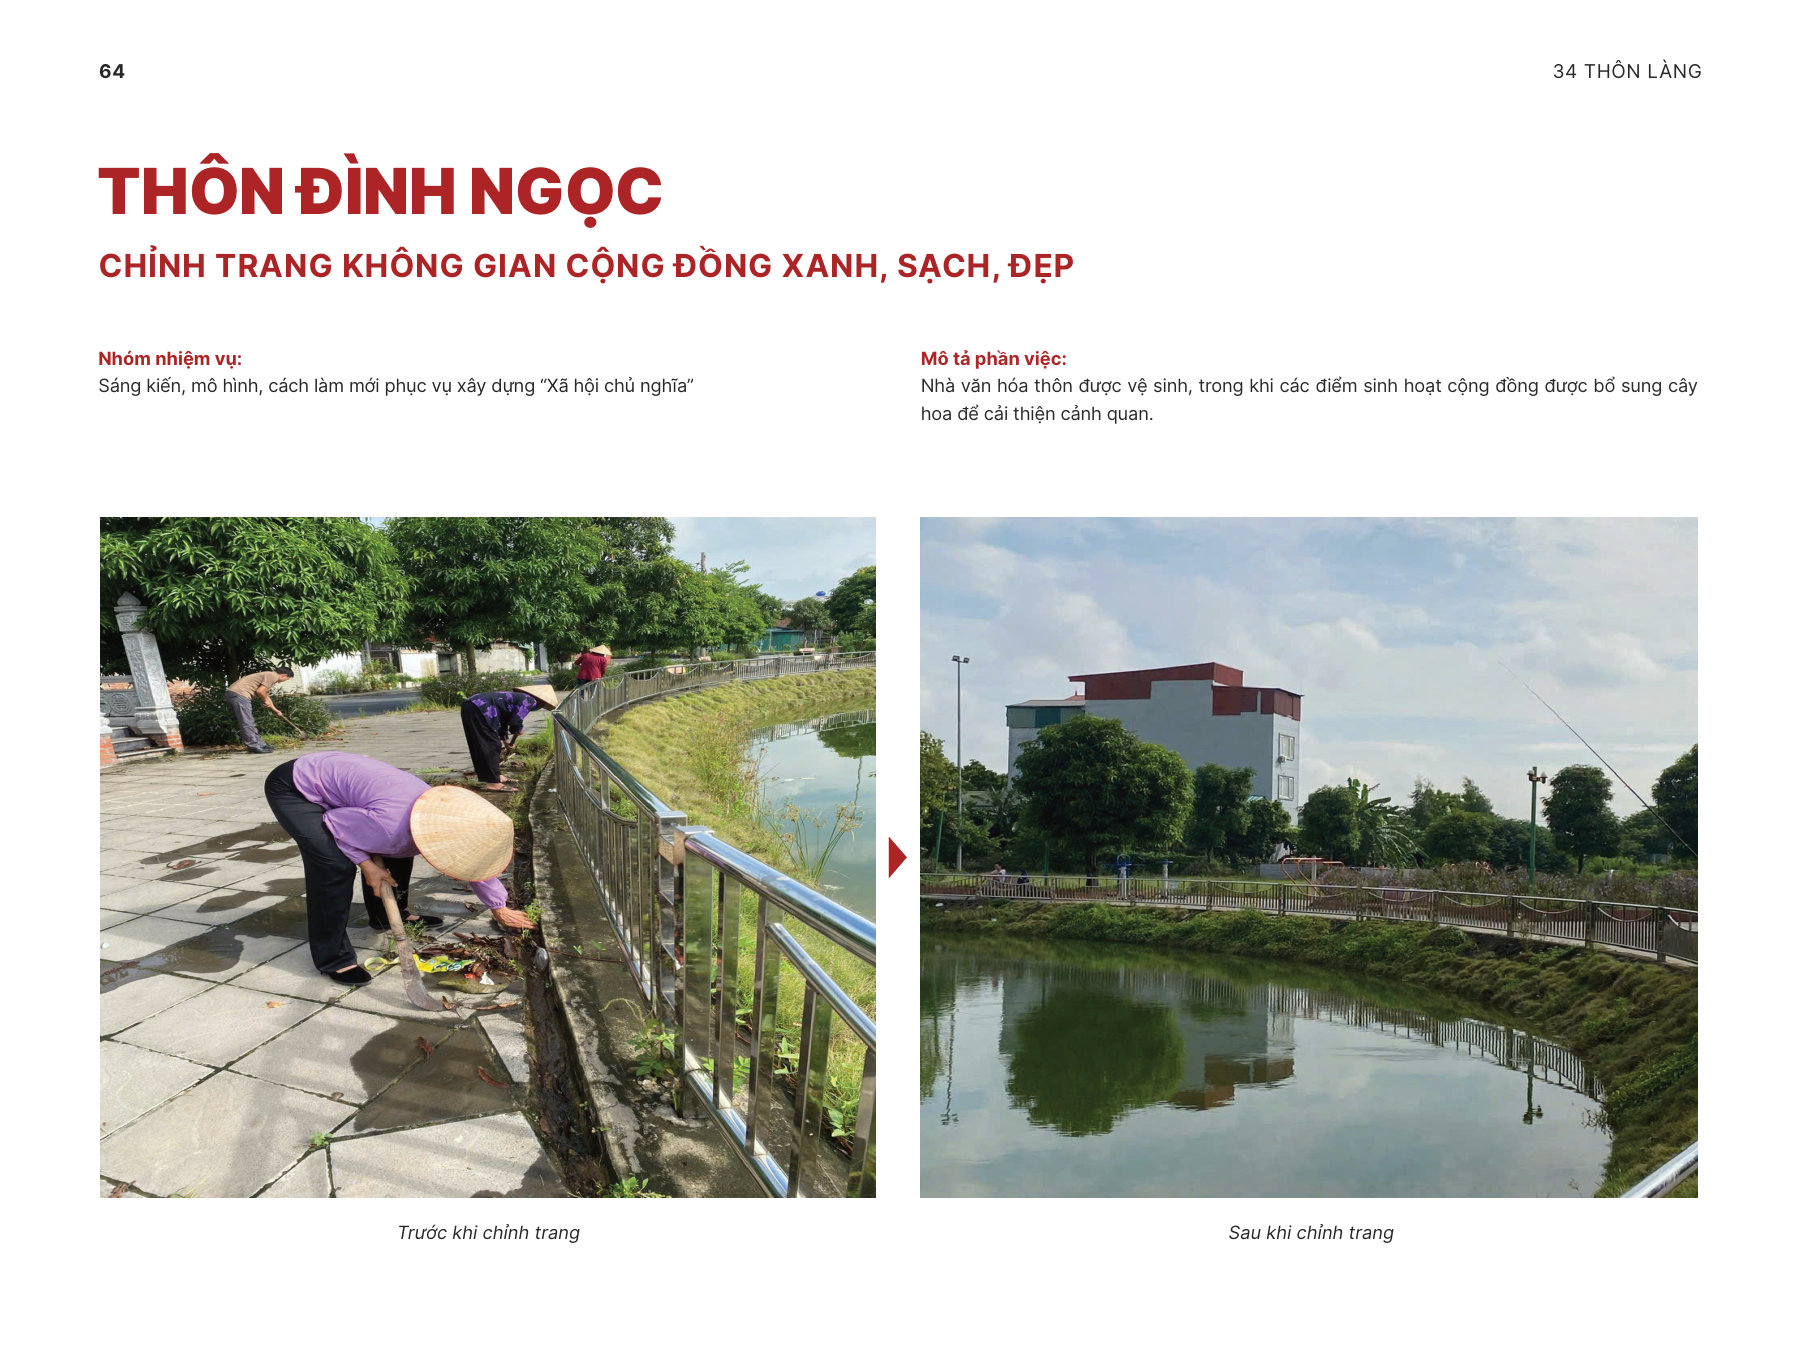 64
34 THÔN LÀNG
THÔN ĐÌNH NGỌC
CHỈNH TRANG KHÔNG GIAN CỘNG ĐỒNG XANH, SẠCH, ĐẸP
Nhóm nhiệm vụ:
Sáng kiến, mô hình, cách làm mới phục vụ xây dựng “Xã hội chủ nghĩa”
Mô tả phần việc:
Nhà văn hóa thôn được vệ sinh, trong khi các điểm sinh hoạt cộng đồng được bổ sung cây
hoa để cải thiện cảnh quan.
Trước khi chỉnh trang
Sau khi chỉnh trang